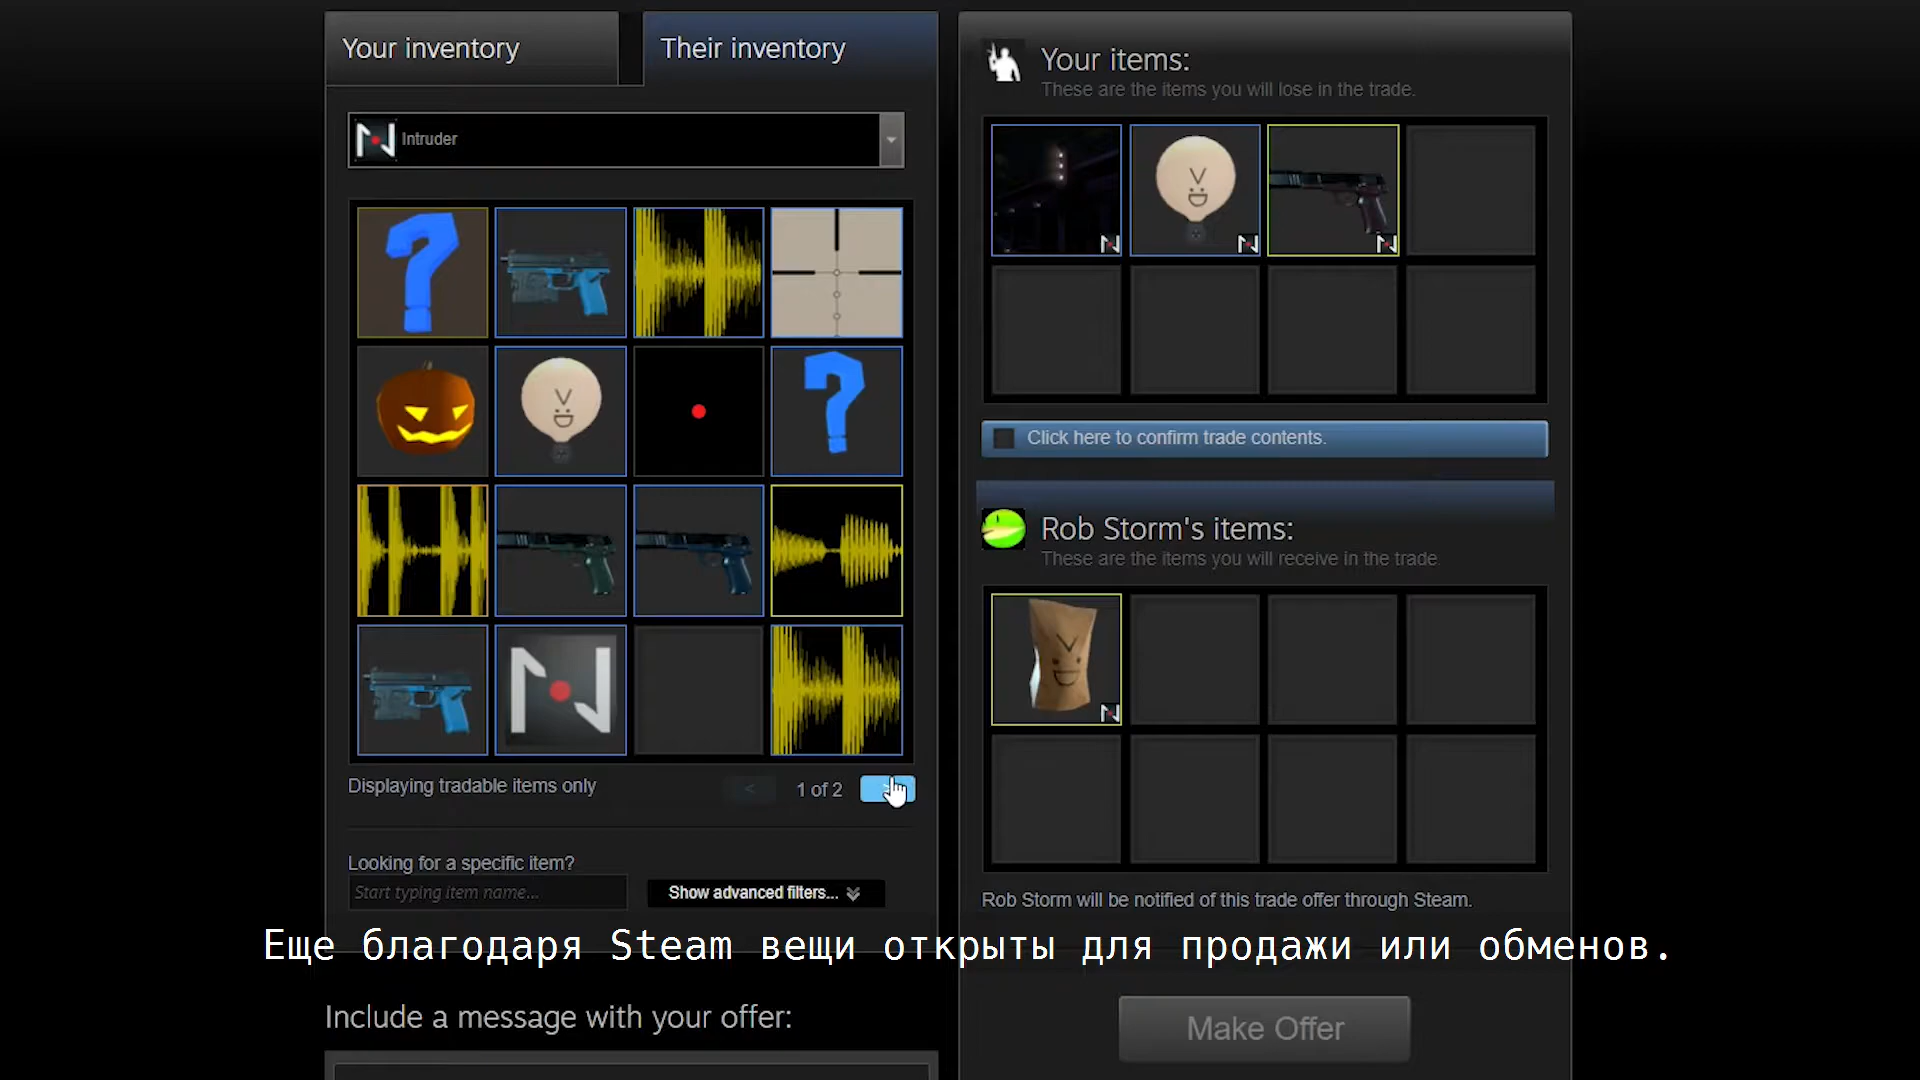 Your inventory
Their inventory
Intruder
Displaying tradable items only
<
1 of 2
Looking for a specific item?
Start typing item name...
Show advanced filters...
Include a message with your offer:
Your items:
These are the items you will lose in the trade.
Click here to confirm trade contents.
Rob Storm's items:
These are the items you will receive in the trade.
Rob Storm will be notified of this trade offer through Steam.
Make Offer
Еще благодаря Steam вещи открыты для продажи или обменов.